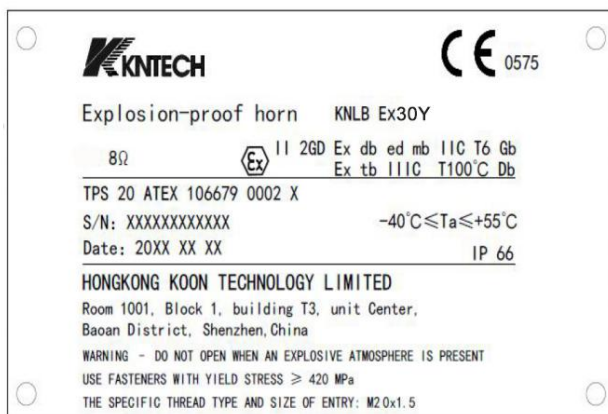 KNTECH
CE 0575
Explosion-proof horn KNLB Ex30Y
8Ω Ex II 2GD Ex db ed mb IIC T6 Gb
Ex tb IIIC T100℃ Db
TPS 20 ATEX 106679 0002 X
S/N: XXXXXXXXXXXX -40℃≤Ta≤+55℃
Date: 20XX XX XX IP 66
HONGKONG KOON TECHNOLOGY LIMITED
Room 1001, Block 1, building T3, unit Center,
Baoan District, Shenzhen,China
WARNING - DO NOT OPEN WHEN AN EXPLOSIVE ATMOSPHERE IS PRESENT
USE FASTENERS WITH YIELD STRESS ≥ 420 MPa
THE SPECIFIC THREAD TYPE AND SIZE OF ENTRY: M20x1.5